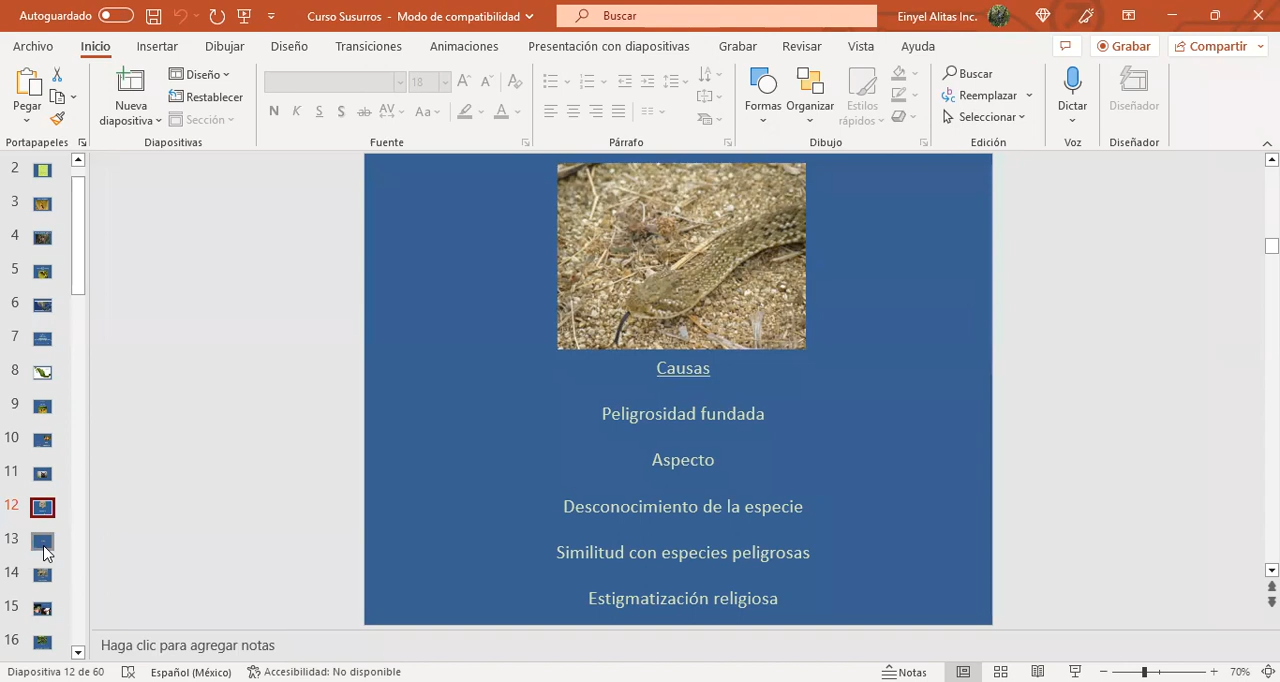 Autoguardado
Curso Susurros - Modo de compatibilidad
Buscar
Einyel Alitas Inc.
Archivo Inicio Insertar Dibujar Diseño Transiciones Animaciones Presentación con diapositivas Grabar Revisar Vista Ayuda
Grabar Compartir
Pegar
Portapapeles
Nueva diapositiva
Diseño
Restablecer
Sección
Diapositivas
18
N K S S ab AV Aa A
Fuente
Párrafo
Formas
Organizar
Estilos rápidos
Dibujo
Buscar
Reemplazar
Seleccionar
Edición
Dictar
Voz
Diseñador
Diseñador
2
3
4
5
6
7
8
9
10
11
12
13
14
15
16
Causas
Peligrosidad fundada
Aspecto
Desconocimiento de la especie
Similitud con especies peligrosas
Estigmatización religiosa
Haga clic para agregar notas
Diapositiva 12 de 60 Español (México) Accesibilidad: No disponible Notas 70%